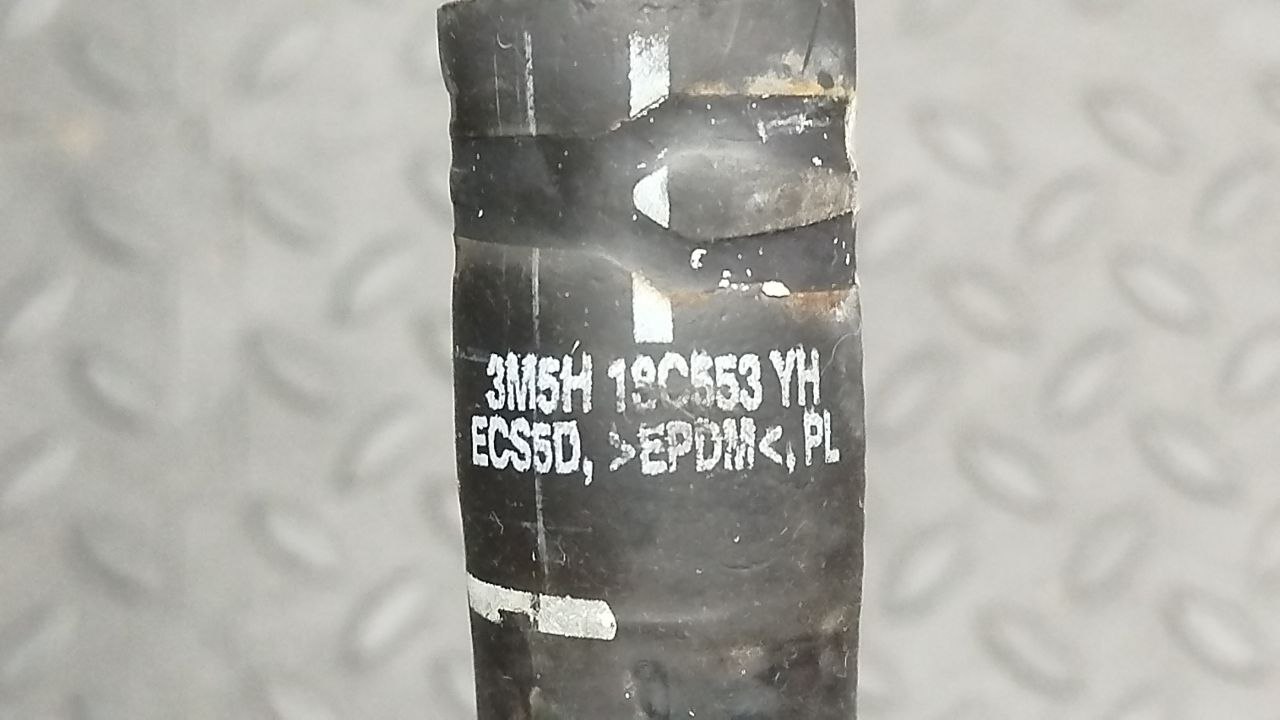 3M5H 18C553 YH
ECS5D, >EPDM<, PL